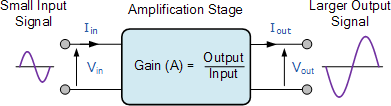 Small Input
Signal
Amplification Stage
Larger Output
Signal
Iin
Iout
Vin
Gain (A) = Output
Input
Vout